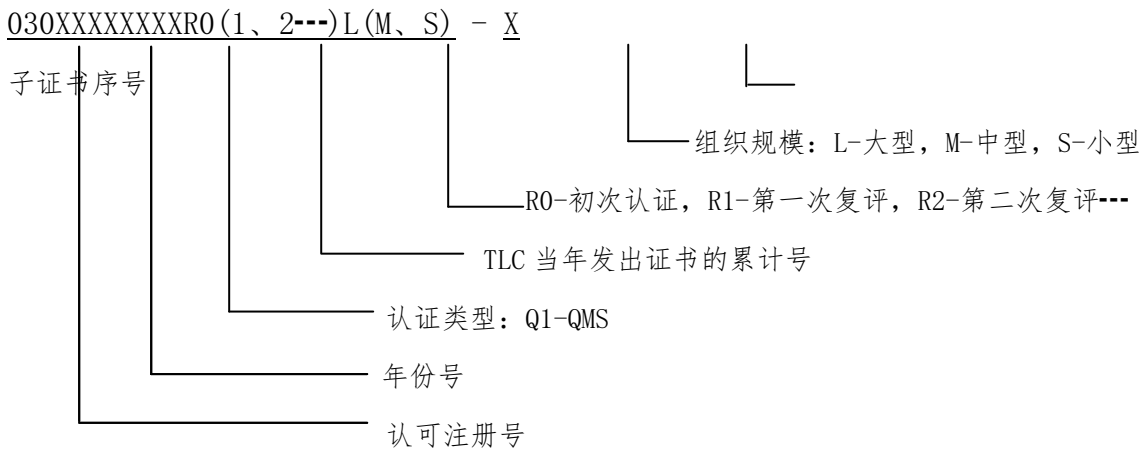 030XXXXXXXXR0(1、2---)L(M、S) - X
子证书序号
组织规模：L-大型，M-中型，S-小型
R0-初次认证，R1-第一次复评，R2-第二次复评---
TLC 当年发出证书的累计号
认证类型：Q1-QMS
年份号
认可注册号